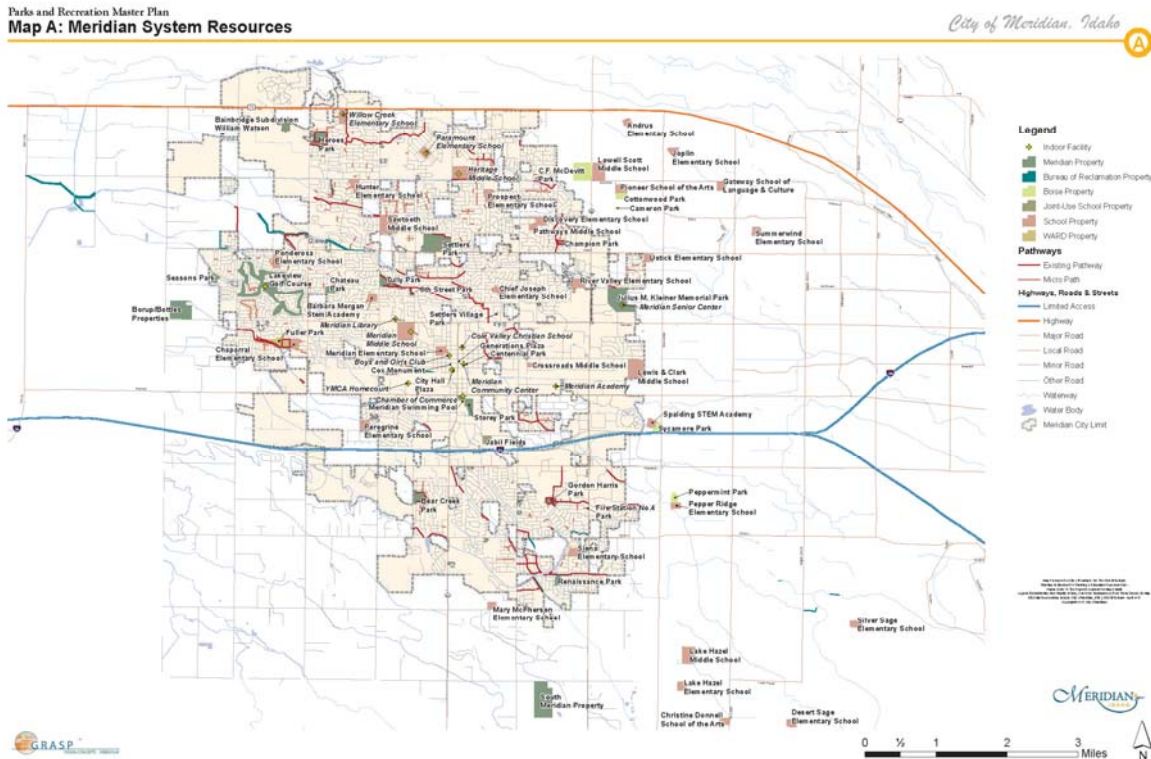 Parks and Recreation Master Plan
Map A: Meridian System Resources
City of Meridian, Idaho
A
Bainbridge Subdivision
William Watson
Heroes
Park
Willow Creek
Elementary School
Paramount
Elementary School
Andrus
Elementary School
Joplin
Elementary School
Heritage
Middle School
C.F. McDevitt
Park
Lowell Scott
Middle School
Hunter
Elementary School
Prospect
Elementary School
Pioneer School of the Arts
Gateway School of
Language & Culture
Cottonwood Park
Cameron Park
Sawtooth
Middle School
Discovery Elementary School
Pathways Middle School
Champion Park
Summerwind
Elementary School
Settlers
Park
Ponderosa
Elementary School
Ustick Elementary School
Seasons Park
Lakeview
Golf Course
Chateau
Park
Tully Park
8th Street Park
Chief Joseph
Elementary School
River Valley Elementary School
Julius M. Kleiner Memorial Park
Meridian Senior Center
Borup/Bottles
Properties
Barbara Morgan
Stem Academy
Settlers Village
Park
Meridian Library
Fuller Park
Meridian
Middle School
Cole Valley Christian School
Generations Plaza
Centennial Park
Chaparral
Elementary School
Meridian Elementary School
Boys and Girls Club
Cos Monument
Crossroads Middle School
Lewis & Clark
Middle School
YMCA Homecourt
City Hall
Plaza
Meridian
Community Center
Meridian Academy
Chamber of Commerce
Meridian Swimming Pool
Storey Park
Peregrine
Elementary School
Jabil Fields
Spalding STEM Academy
Sycamore Park
Bear Creek
Park
Gordon Harris
Park
Fire Station No.4
Park
Peppermint Park
Pepper Ridge
Elementary School
Siena
Elementary School
Renaissance Park
Mary McPherson
Elementary School
Silver Sage
Elementary School
Lake Hazel
Middle School
Lake Hazel
Elementary School
South
Meridian Property
Christine Donnell
School of the Arts
Desert Sage
Elementary School
Legend
Indoor Facility
Meridian Property
Bureau of Reclamation Property
Boise Property
Joint-Use School Property
School Property
WARD Property
Pathways
Existing Pathway
Micro Path
Highways, Roads & Streets
Limited Access
Highway
Major Road
Local Road
Minor Road
Other Road
Waterway
Water Body
Meridian City Limit
MERIDIAN
IDAHO
GRASP
0 ½ 1 2 3
Miles
N